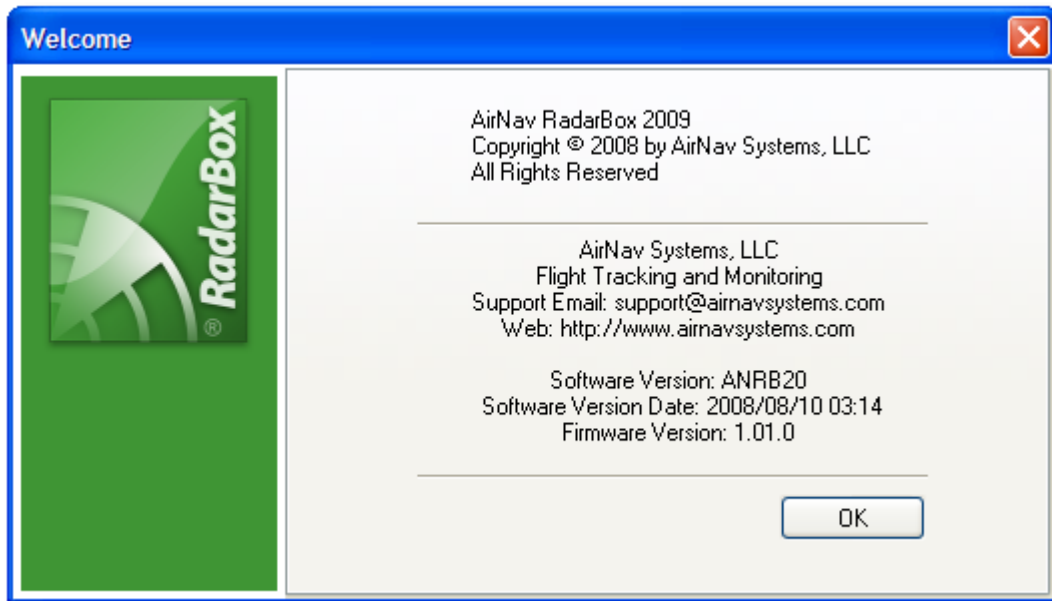 Welcome
® RadarBox
AirNav RadarBox 2009
Copyright © 2008 by AirNav Systems, LLC
All Rights Reserved
AirNav Systems, LLC
Flight Tracking and Monitoring
Support Email: support@airnavsystems.com
Web: http://www.airnavsystems.com
Software Version: ANRB20
Software Version Date: 2008/08/10 03:14
Firmware Version: 1.01.0
OK